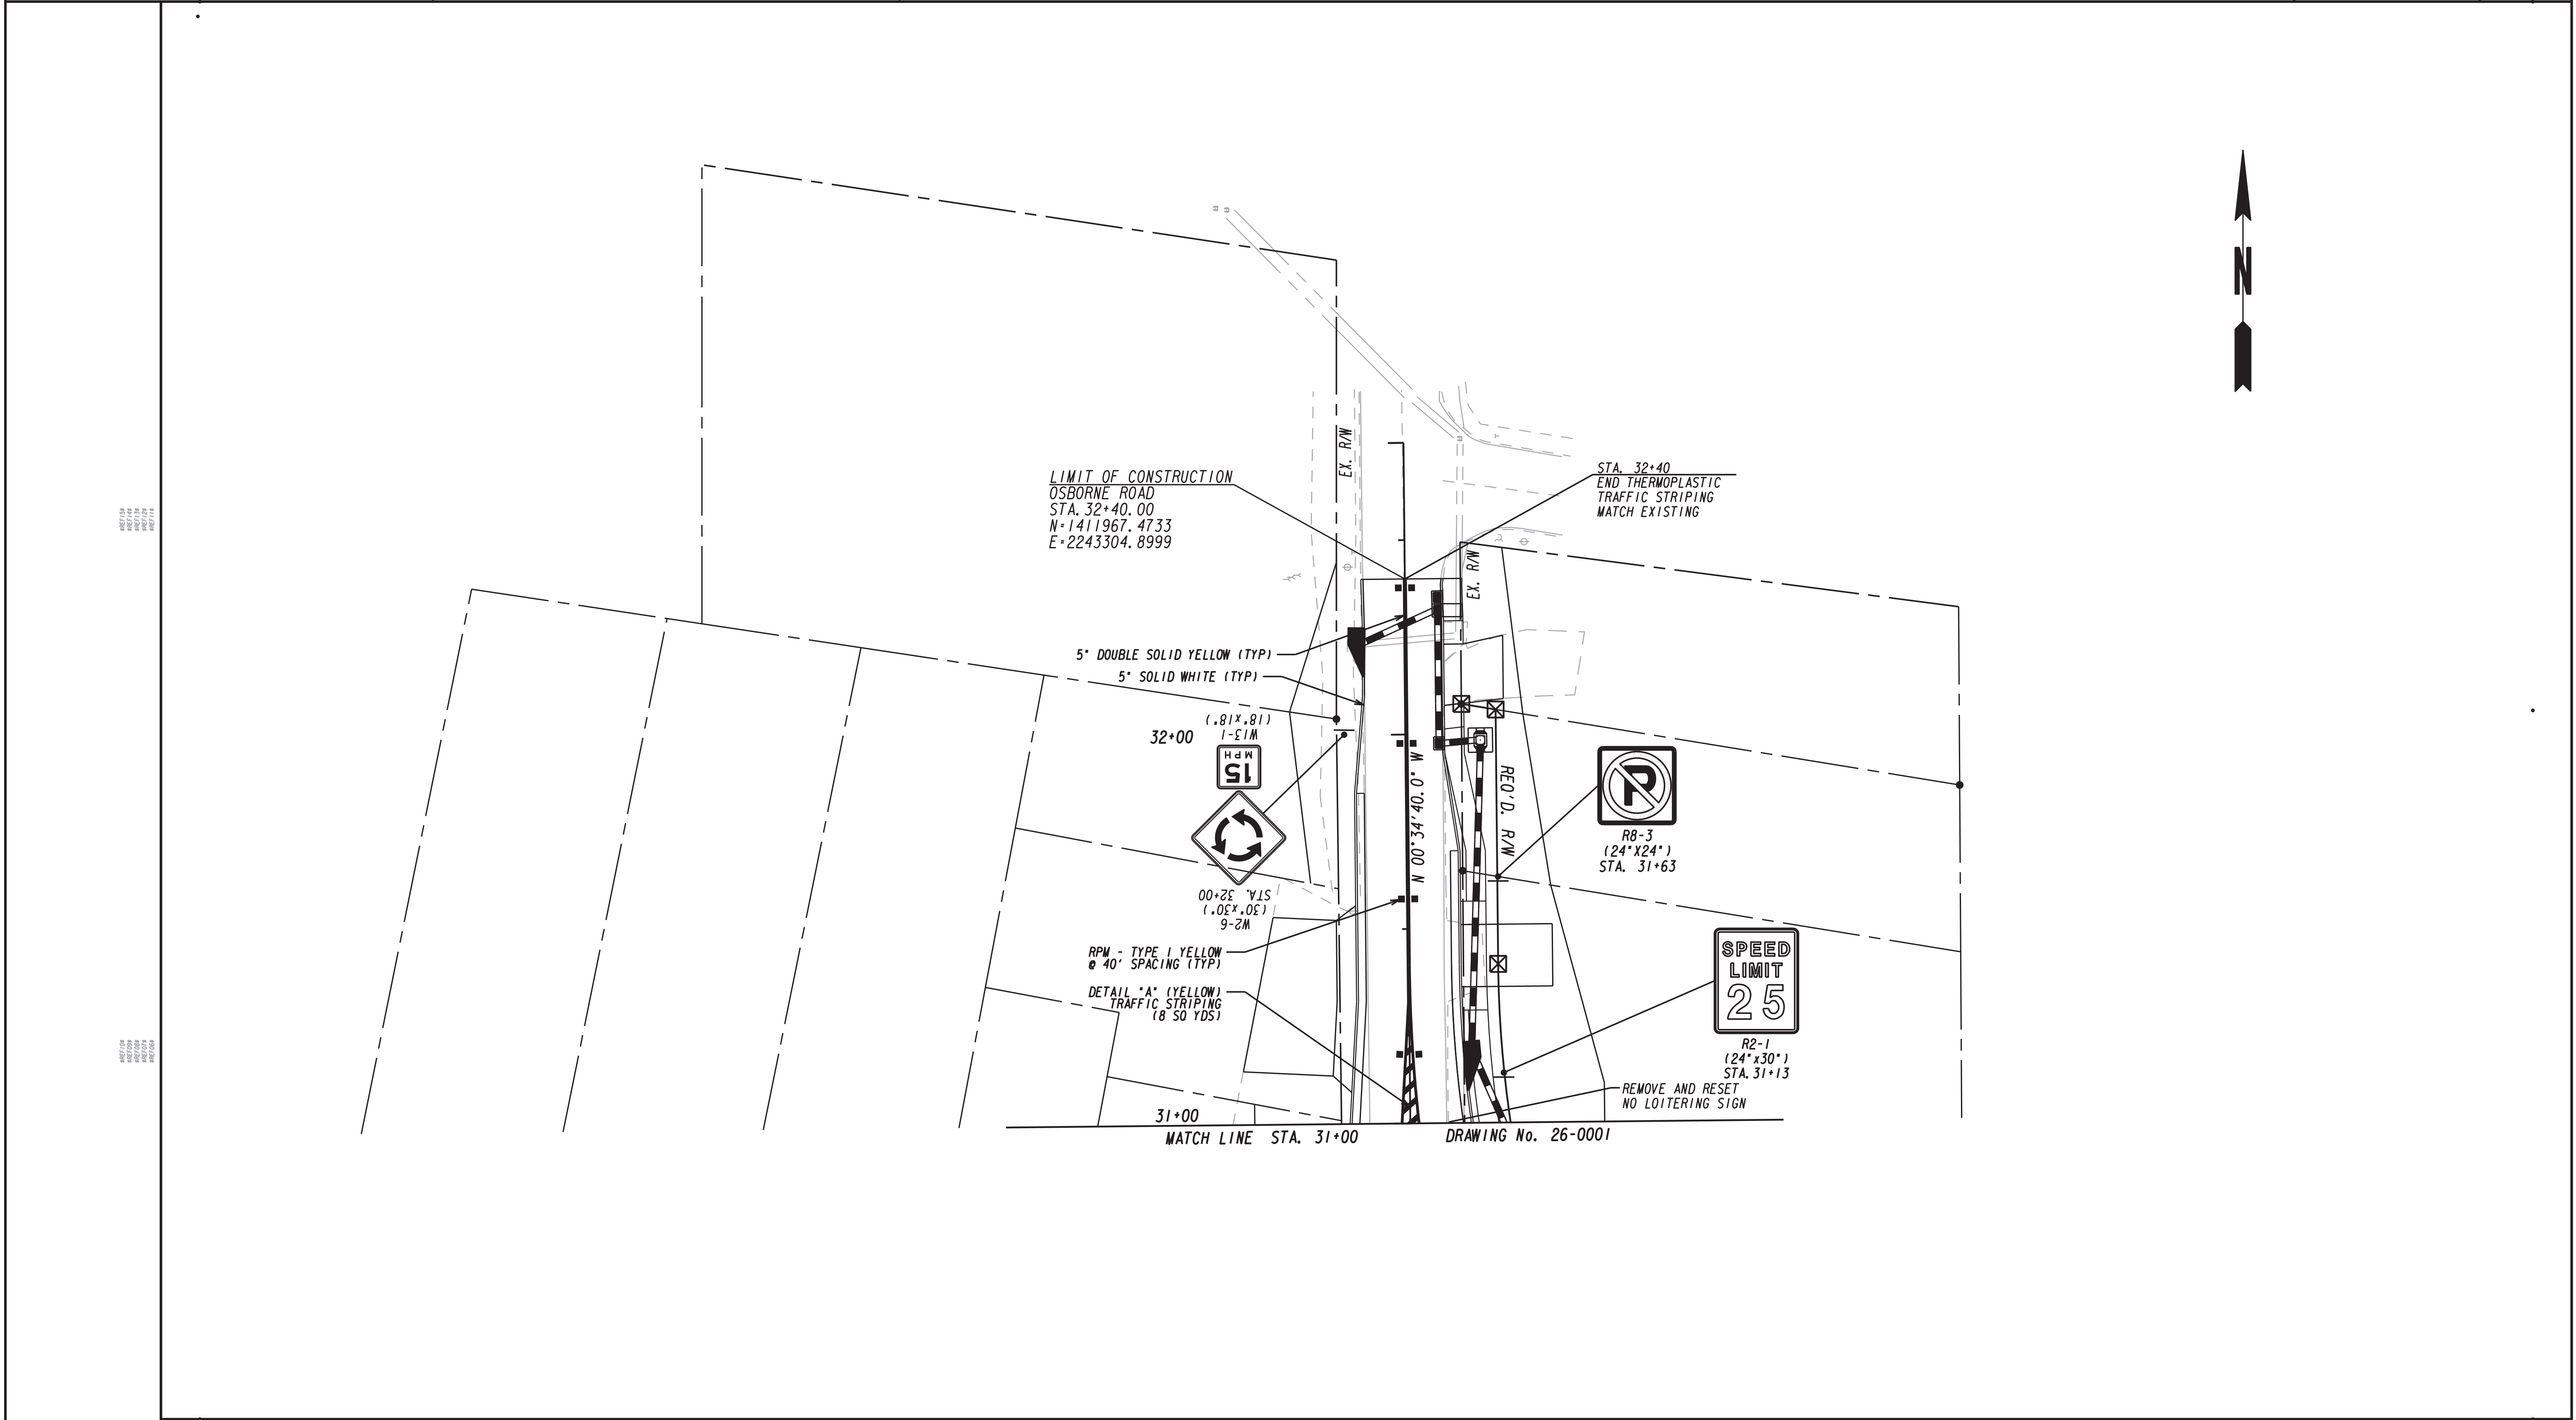 N
EX. R/W
LIMIT OF CONSTRUCTION
OSBORNE ROAD
STA. 32+40.00
N=1411967.4733
E=2243304.8999
STA. 32+40
END THERMOPLASTIC
TRAFFIC STRIPING
MATCH EXISTING
EX. R/W
5" DOUBLE SOLID YELLOW (TYP)
5" SOLID WHITE (TYP)
32+00
W13-1
(18"X18")
15
MPH
W2-6
(30"X30")
STA. 32+00
N 00°34'40.0" W
REQ'D. R/W
P
R8-3
(24"X24")
STA. 31+63
RPM - TYPE 1 YELLOW
@ 40' SPACING (TYP)
DETAIL "A" (YELLOW)
TRAFFIC STRIPING
(8 SQ YDS)
SPEED
LIMIT
25
R2-1
(24"x30")
STA. 31+13
REMOVE AND RESET
NO LOITERING SIGN
31+00
MATCH LINE STA. 31+00 DRAWING No. 26-0001